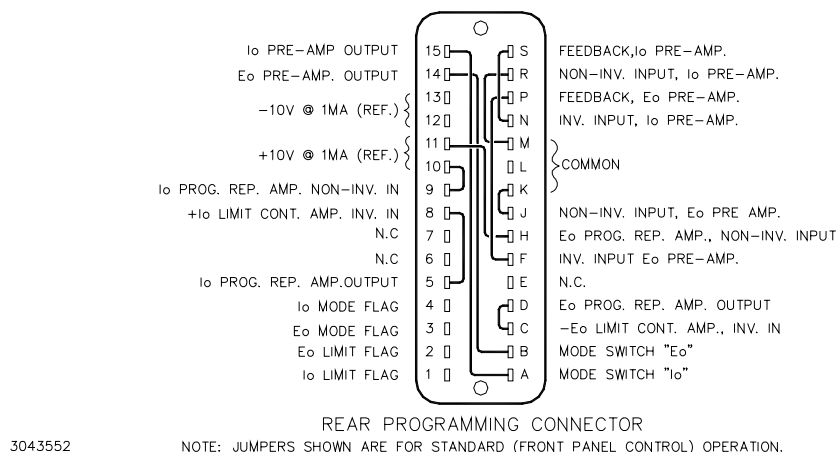 Io PRE-AMP OUTPUT 15 S FEEDBACK,Io PRE-AMP.
Eo PRE-AMP. OUTPUT 14 R NON-INV. INPUT, Io PRE-AMP.
13 P FEEDBACK, Eo PRE-AMP.
-10V @ 1MA (REF.)
12 N INV. INPUT, Io PRE-AMP.
11 M
+10V @ 1MA (REF.)
10 L COMMON
Io PROG. REP. AMP. NON-INV. IN 9 K
+Io LIMIT CONT. AMP. INV. IN 8 J NON-INV. INPUT, Eo PRE AMP.
N.C 7 H Eo PROG. REP. AMP., NON-INV. INPUT
N.C 6 F INV. INPUT Eo PRE-AMP.
Io PROG. REP. AMP.OUTPUT 5 E N.C.
Io MODE FLAG 4 D Eo PROG. REP. AMP. OUTPUT
Eo MODE FLAG 3 C -Eo LIMIT CONT. AMP., INV. IN
Eo LIMIT FLAG 2 B MODE SWITCH "Eo"
Io LIMIT FLAG 1 A MODE SWITCH "Io"
REAR PROGRAMMING CONNECTOR
3043552 NOTE: JUMPERS SHOWN ARE FOR STANDARD (FRONT PANEL CONTROL) OPERATION.